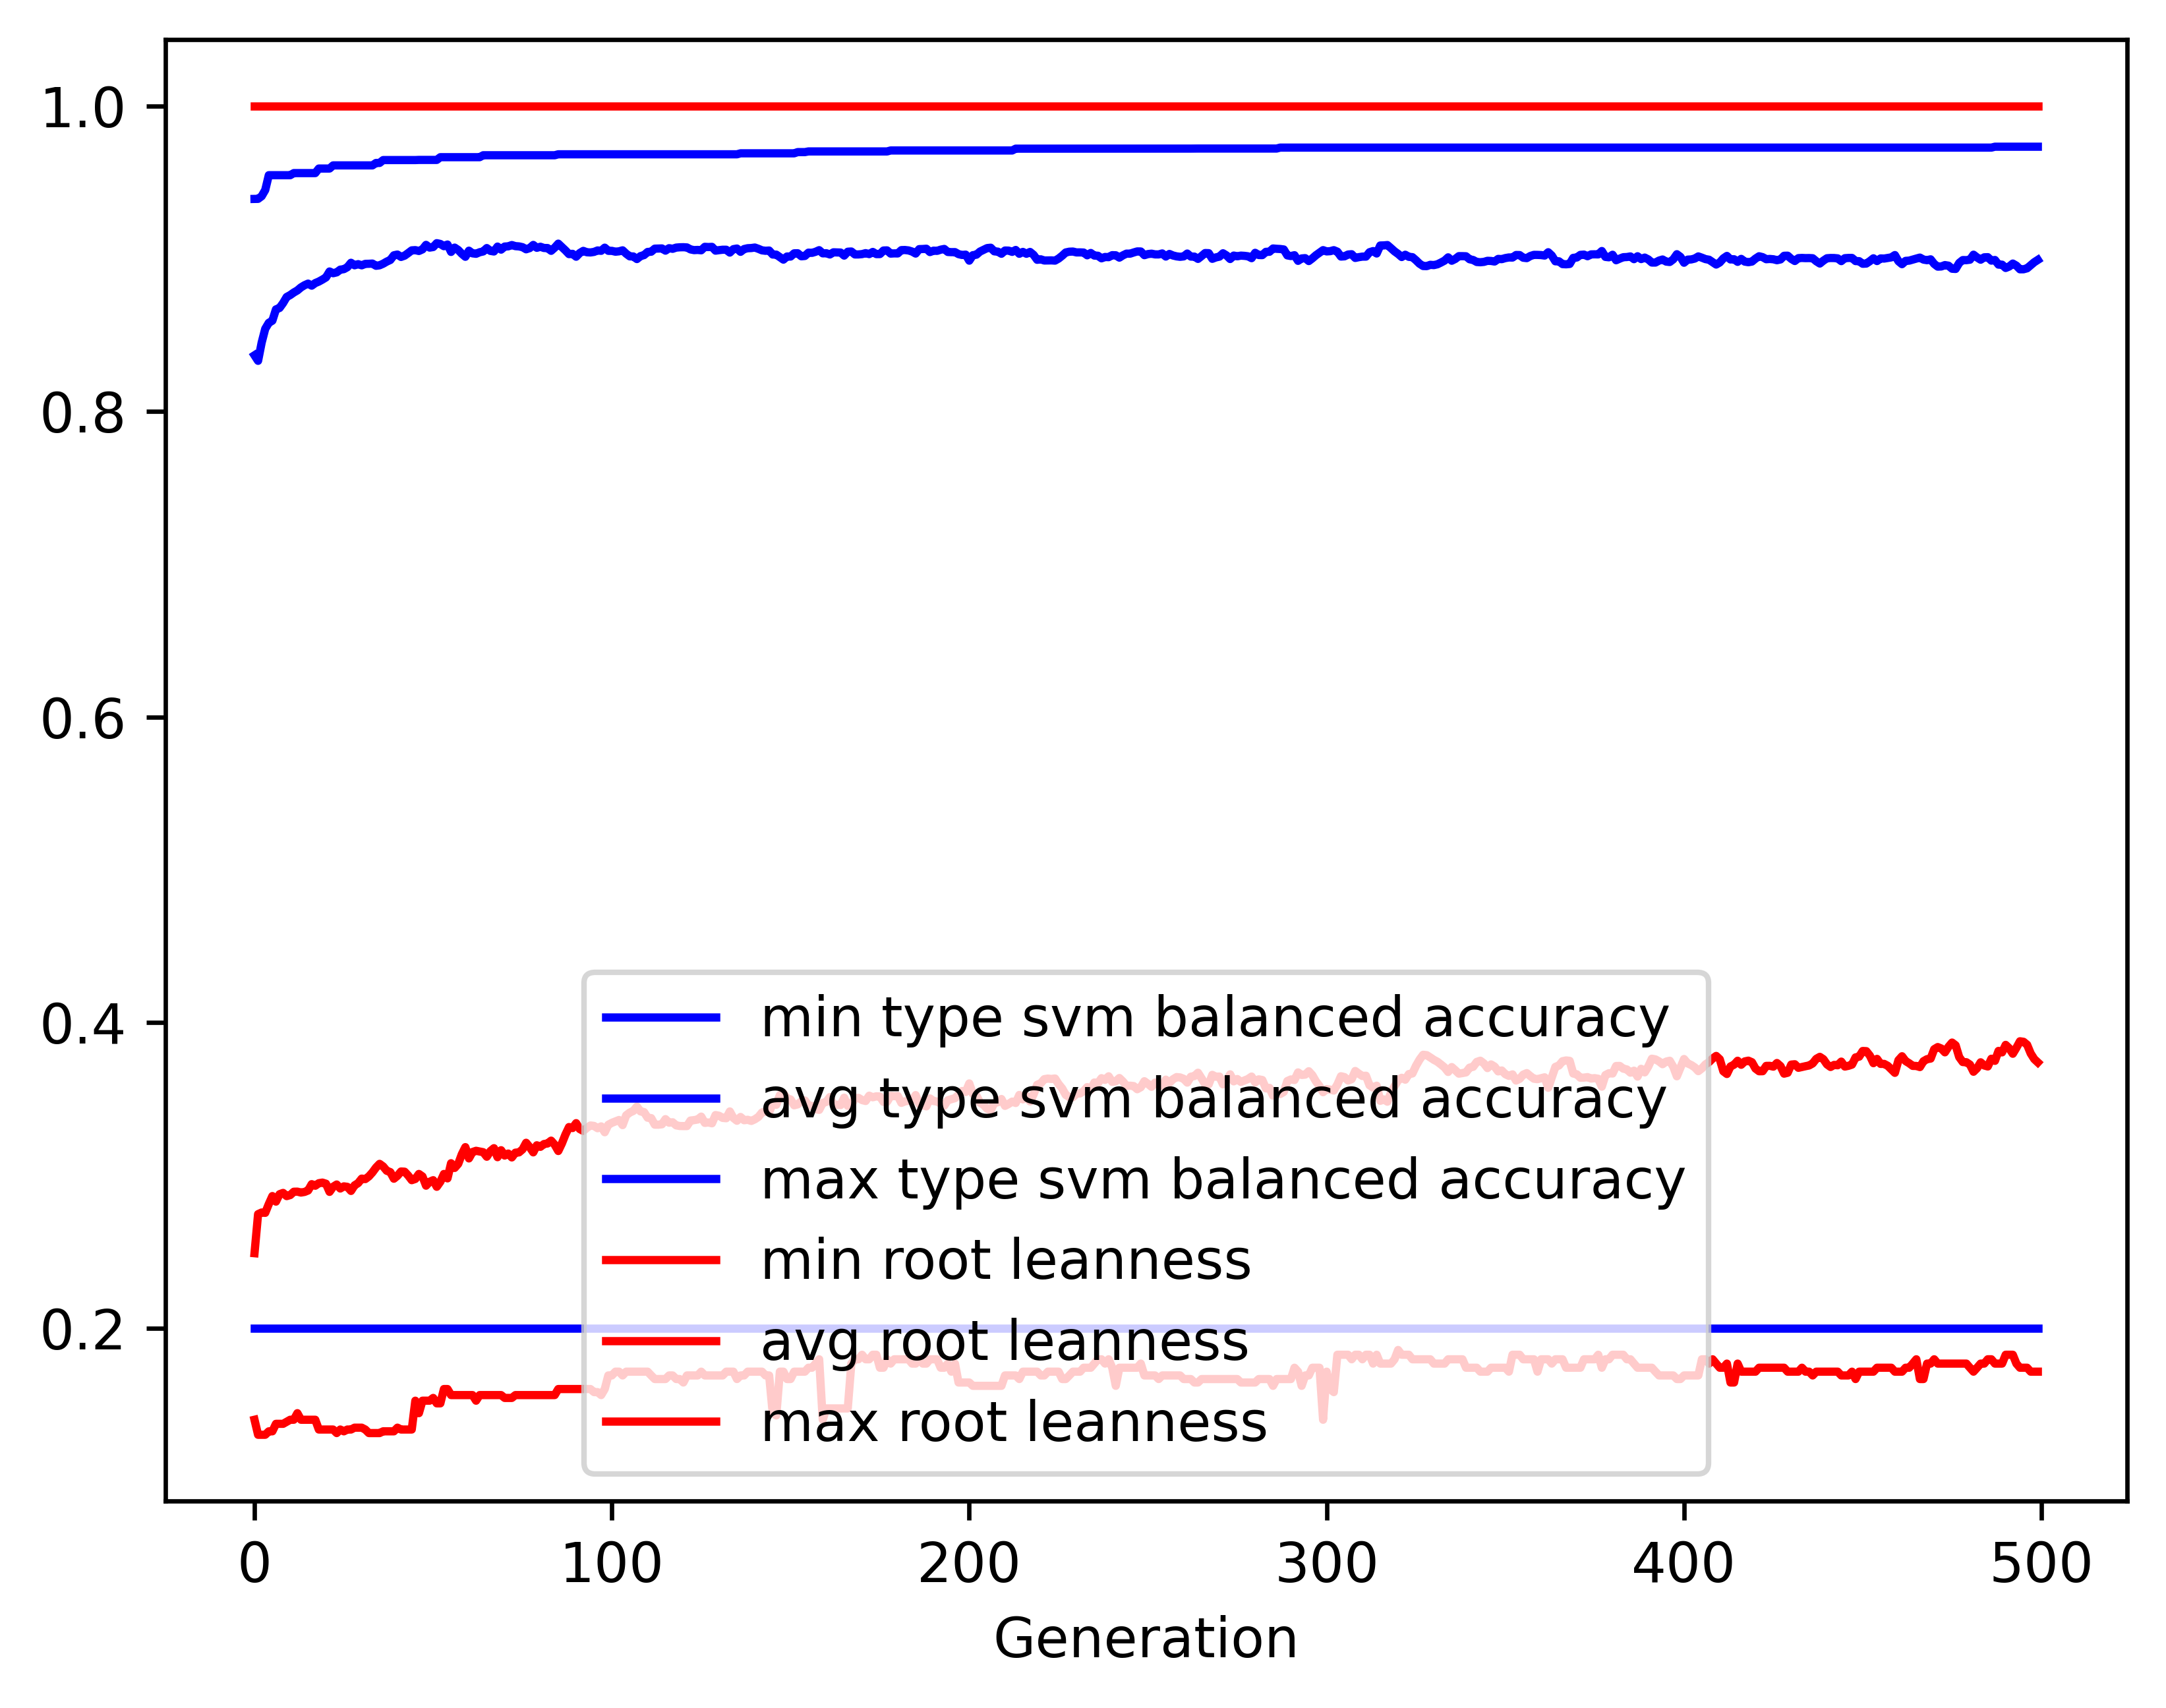 1.0
0.8
0.6
0.4
0.2
min type svm balanced accuracy
avg type svm balanced accuracy
max type svm balanced accuracy
min root leanness
avg root leanness
max root leanness
0 100 200 300 400 500
Generation